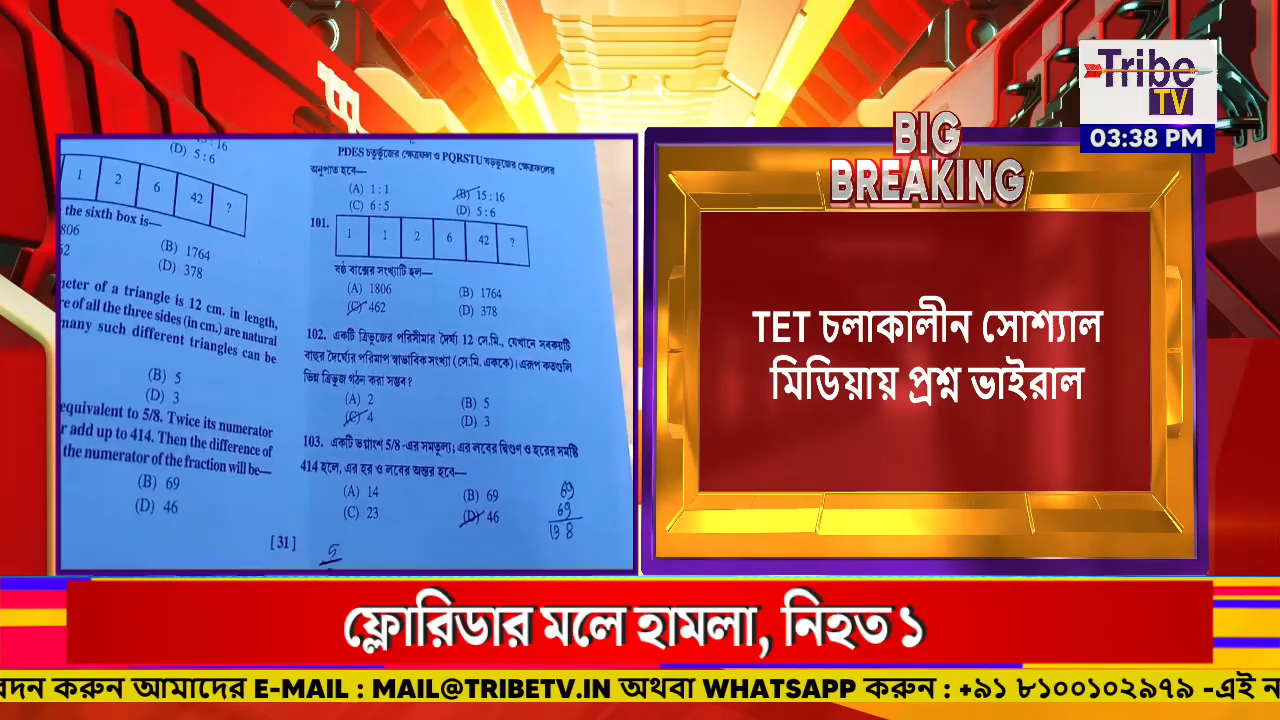 Tribe
TV
03:38 PM
BIG
BREAKING
TET চলাকালীন সোশ্যাল
মিডিয়ায় প্রশ্ন ভাইরাল
(D) 5 : 6
1 2 6 42 ?
the sixth box is—
806
(B) 1764
(D) 378
of a triangle is 12 cm. in length,
of all the three sides (in cm.) are natural
many such different triangles can be
(B) 5
(D) 3
equivalent to 5/8. Twice its numerator
add up to 414. Then the difference of
the numerator of the fraction will be—
(B) 69
(D) 46
[ 31 ]
PDES চতুর্ভুজের ক্ষেত্রফল ও PQRSTU ষড়ভুজের ক্ষেত্রফলের
অনুপাত হবে—
(A) 1 : 1 (B) 15 : 16
(C) 6 : 5 (D) 5 : 6
101. 1 1 2 6 42 ?
ষষ্ঠ বাক্সের সংখ্যাটি হল—
(A) 1806 (B) 1764
(C) 462 (D) 378
102. একটি ত্রিভুজের পরিসীমার দৈর্ঘ্য 12 সে.মি., যেখানে সবকয়টি
বাহুর দৈর্ঘ্যের পরিমাপ স্বাভাবিক সংখ্যা (সে.মি. এককে)। এরূপ কতগুলি
ভিন্ন ত্রিভুজ গঠন করা সম্ভব?
(A) 2 (B) 5
(C) 4 (D) 3
103. একটি ভগ্নাংশ 5/8 -এর সমতুল্য; এর লবের দ্বিগুণ ও হরের সমষ্টি
414 হলে, এর হর ও লবের অন্তর হবে—
(A) 14 (B) 69
(C) 23 (D) 46
69
69
138
5
ফ্লোরিডার মলে হামলা, নিহত ১
করুন আমাদের E-MAIL : MAIL@TRIBETV.IN অথবা WHATSAPP করুন : +৯১ ৮১০০১০২৯৭৯ -এই